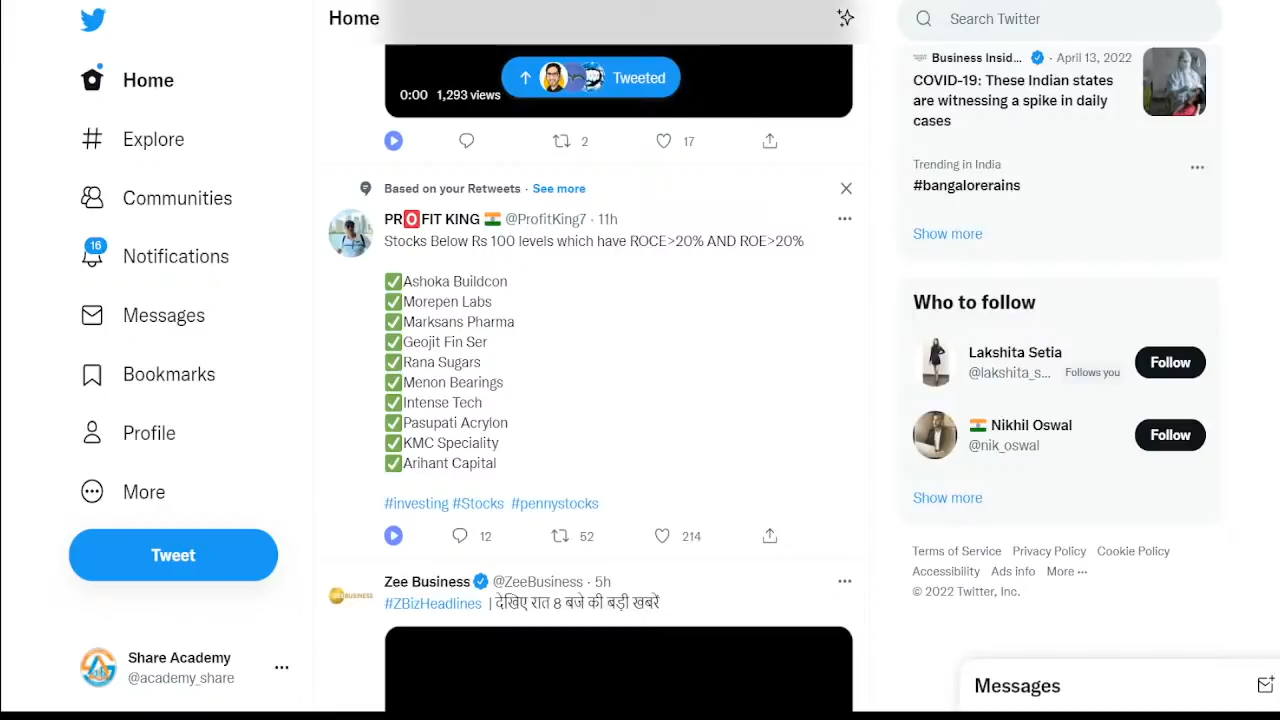 Home
Explore
Communities
16
Notifications
Messages
Bookmarks
Profile
More
Tweet
Share Academy
@academy_share
Home
Tweeted
0:00 1,293 views
2 17
Based on your Retweets · See more
PR🅾FIT KING 🇮🇳 @ProfitKing7 · 11h
Stocks Below Rs 100 levels which have ROCE>20% AND ROE>20%
✅Ashoka Buildcon
✅Morepen Labs
✅Marksans Pharma
✅Geojit Fin Ser
✅Rana Sugars
✅Menon Bearings
✅Intense Tech
✅Pasupati Acrylon
✅KMC Speciality
✅Arihant Capital
#investing #Stocks #pennystocks
12 52 214
ZEE BUSINESS
Zee Business @ZeeBusiness · 5h
#ZBizHeadlines | देखिए रात 8 बजे की बड़ी खबरें
Search Twitter
Business Insid... · April 13, 2022
COVID-19: These Indian states
are witnessing a spike in daily
cases
Trending in India
#bangalorerains
Show more
Who to follow
Lakshita Setia
@lakshita_s... Follows you
Follow
🇮🇳 Nikhil Oswal
@nik_oswal
Follow
Show more
Terms of Service Privacy Policy Cookie Policy
Accessibility Ads info More ···
© 2022 Twitter, Inc.
Messages